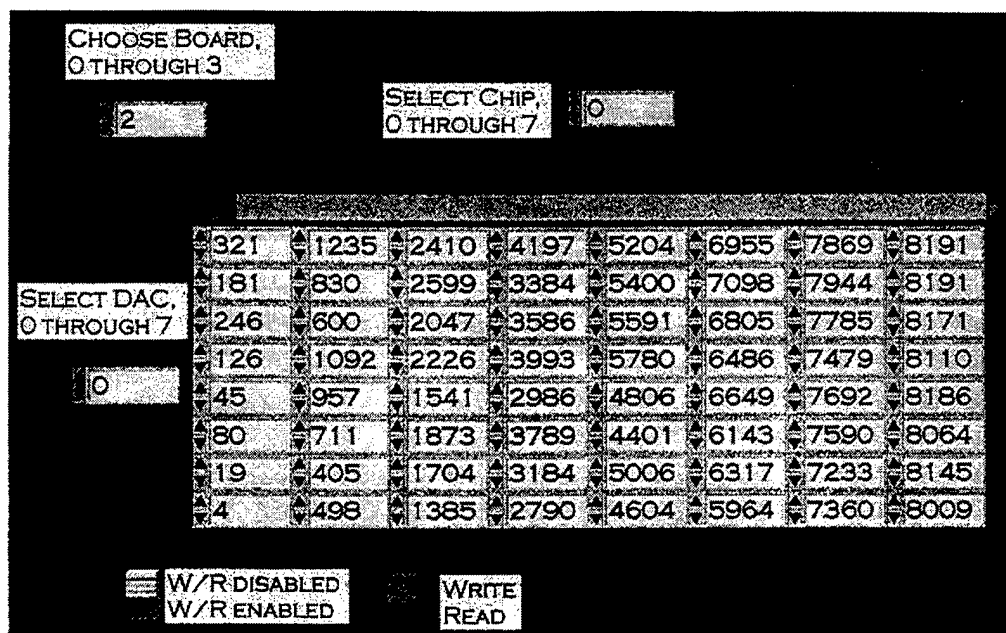 CHOOSE BOARD,
0 THROUGH 3
2
SELECT CHIP,
0 THROUGH 7
0
321 1235 2410 4197 5204 6955 7869 8191
181 830 2599 3384 5400 7098 7944 8191
SELECT DAC,
0 THROUGH 7
246 600 2047 3586 5591 6805 7785 8171
126 1092 2226 3993 5780 6486 7479 8110
0
45 957 1541 2986 4806 6649 7692 8186
80 711 1873 3789 4401 6143 7590 8064
19 405 1704 3184 5006 6317 7233 8145
4 498 1385 2790 4604 5964 7360 8009
W/R DISABLED
W/R ENABLED
WRITE
READ